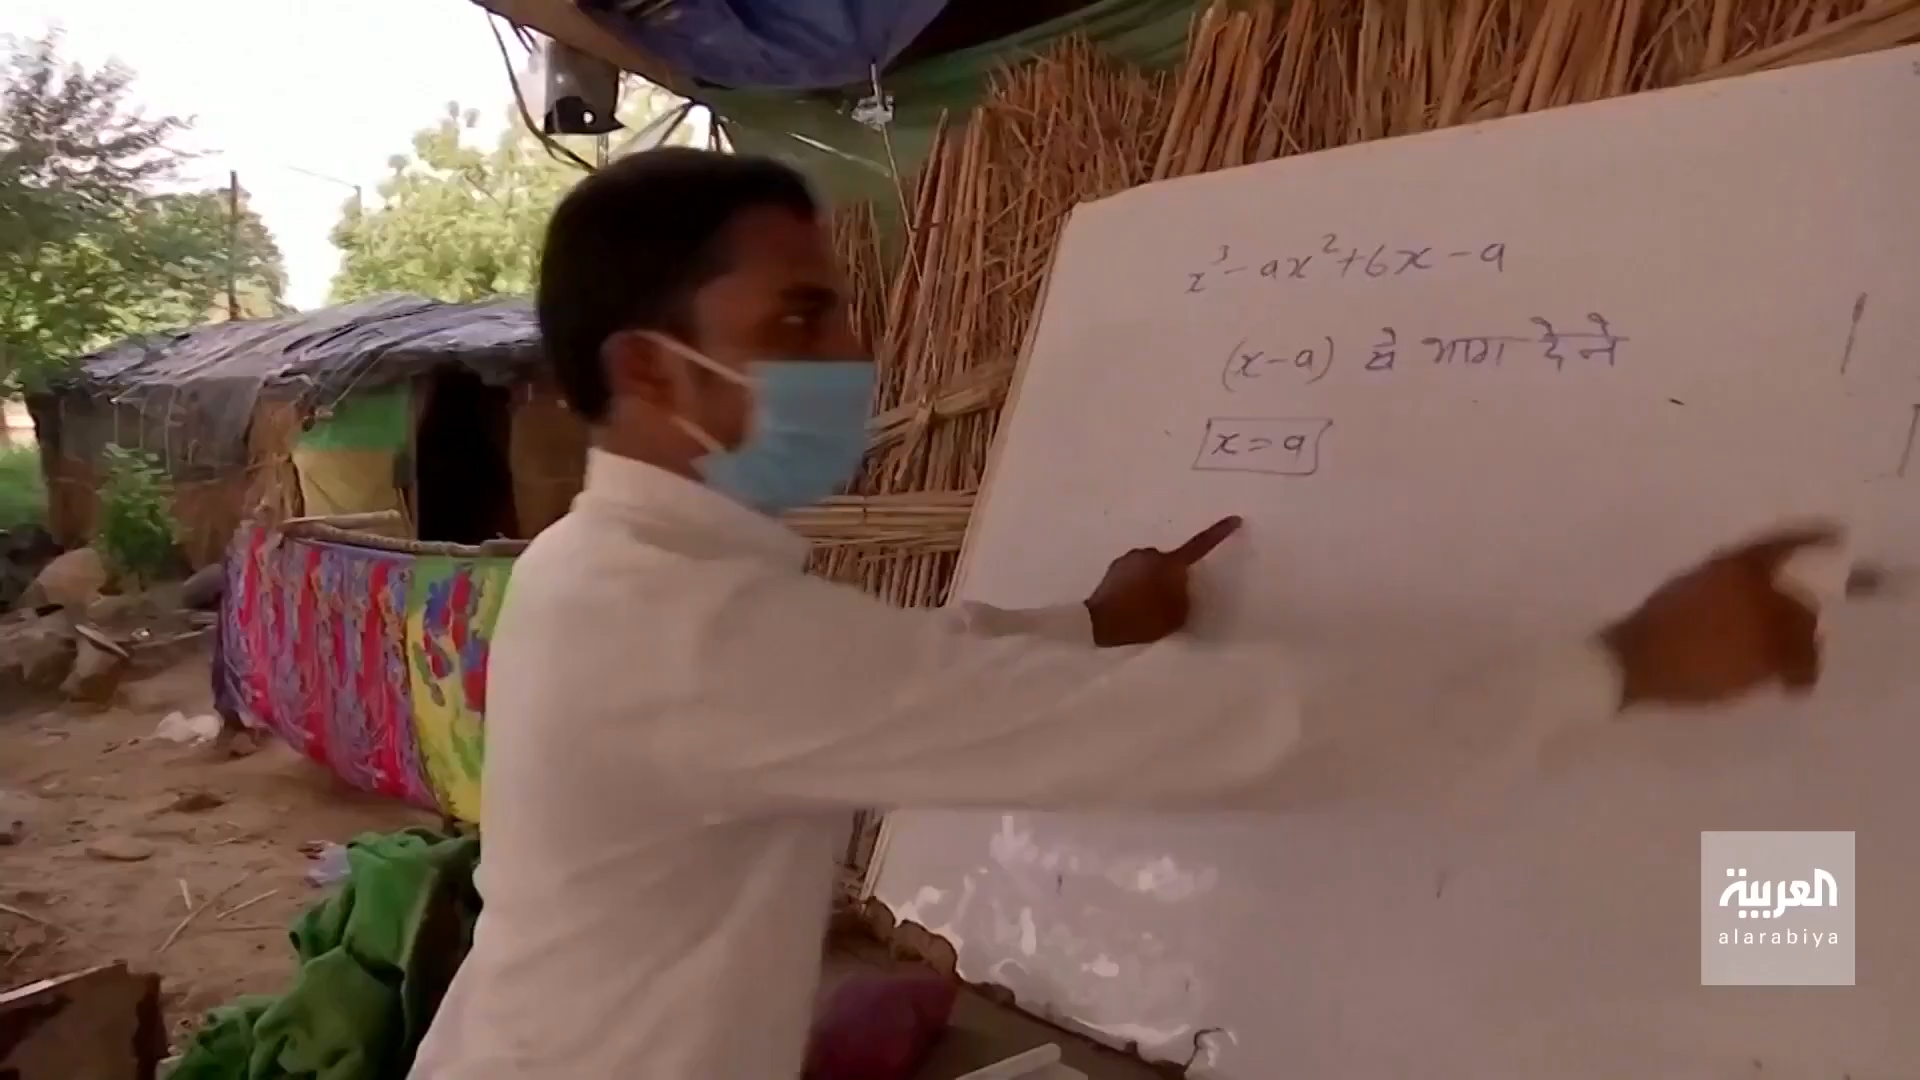 x³ - ax² + 6x - a
(x - a) से भाग देने
x = a
العربية
alarabiya